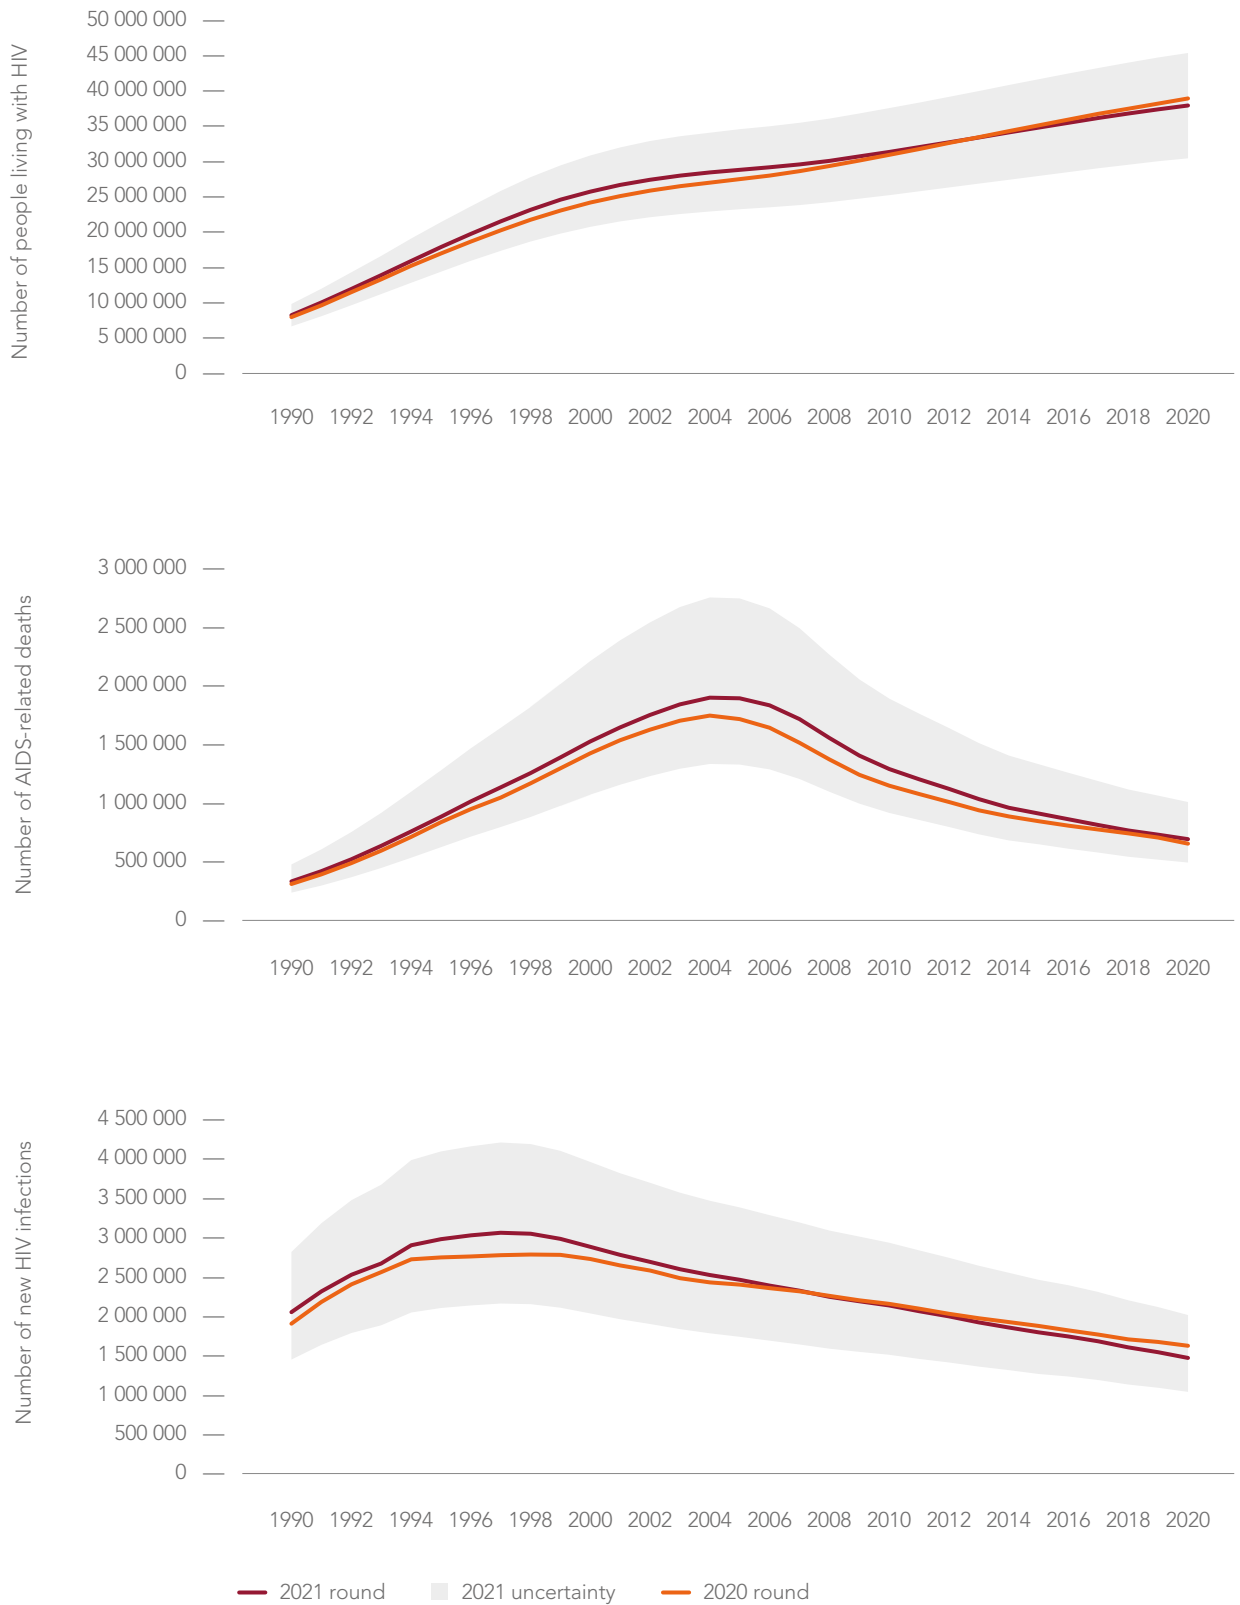 Number of people living with HIV
50 000 000
45 000 000
40 000 000
35 000 000
30 000 000
25 000 000
20 000 000
15 000 000
10 000 000
5 000 000
0
1990 1992 1994 1996 1998 2000 2002 2004 2006 2008 2010 2012 2014 2016 2018 2020
Number of AIDS-related deaths
3 000 000
2 500 000
2 000 000
1 500 000
1 000 000
500 000
0
1990 1992 1994 1996 1998 2000 2002 2004 2006 2008 2010 2012 2014 2016 2018 2020
Number of new HIV infections
4 500 000
4 000 000
3 500 000
3 000 000
2 500 000
2 000 000
1 500 000
1 000 000
500 000
0
1990 1992 1994 1996 1998 2000 2002 2004 2006 2008 2010 2012 2014 2016 2018 2020
2021 round 2021 uncertainty 2020 round